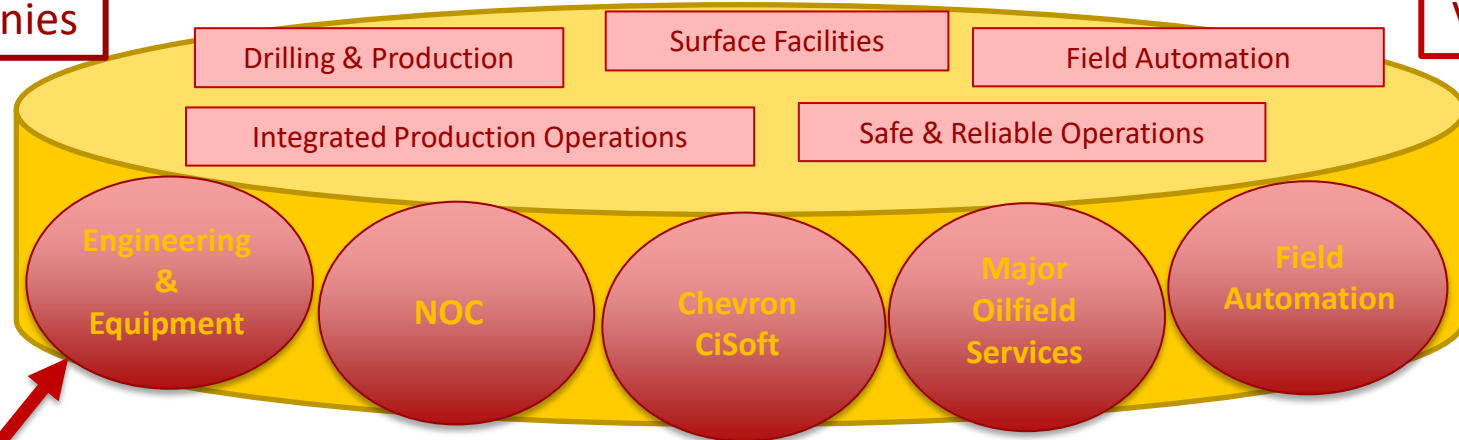 nies
Drilling & Production
Surface Facilities
Field Automation
Integrated Production Operations
Safe & Reliable Operations
Engineering
&
Equipment
NOC
Chevron
CiSoft
Major
Oilfield
Services
Field
Automation